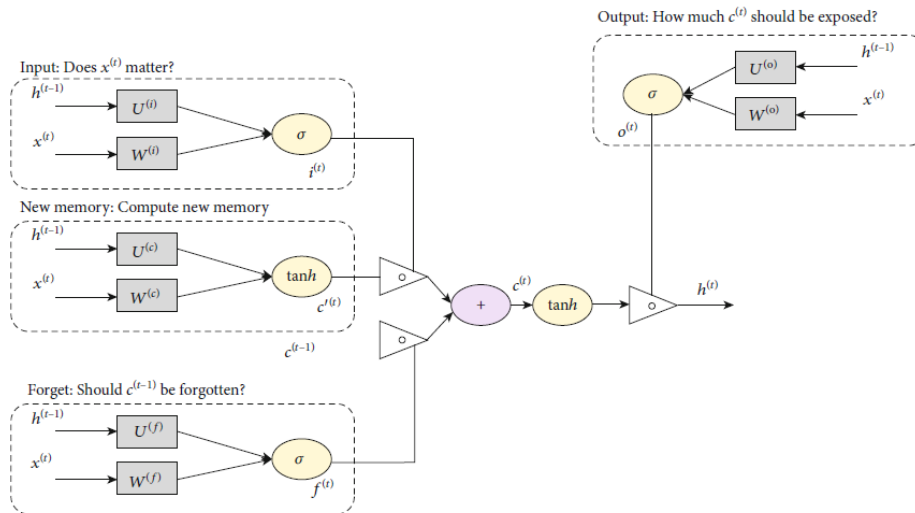 Output: How much c^(t) should be exposed?
h^(t−1)
U^(o)
σ
W^(o)
x^(t)
o^(t)
Input: Does x^(t) matter?
h^(t−1)
U^(i)
σ
x^(t)
W^(i)
i^(t)
New memory: Compute new memory
h^(t−1)
U^(c)
tanh
x^(t)
W^(c)
c′^(t)
+
c^(t)
tanh
h^(t)
c^(t−1)
Forget: Should c^(t−1) be forgotten?
h^(t−1)
U^(f)
σ
x^(t)
W^(f)
f^(t)